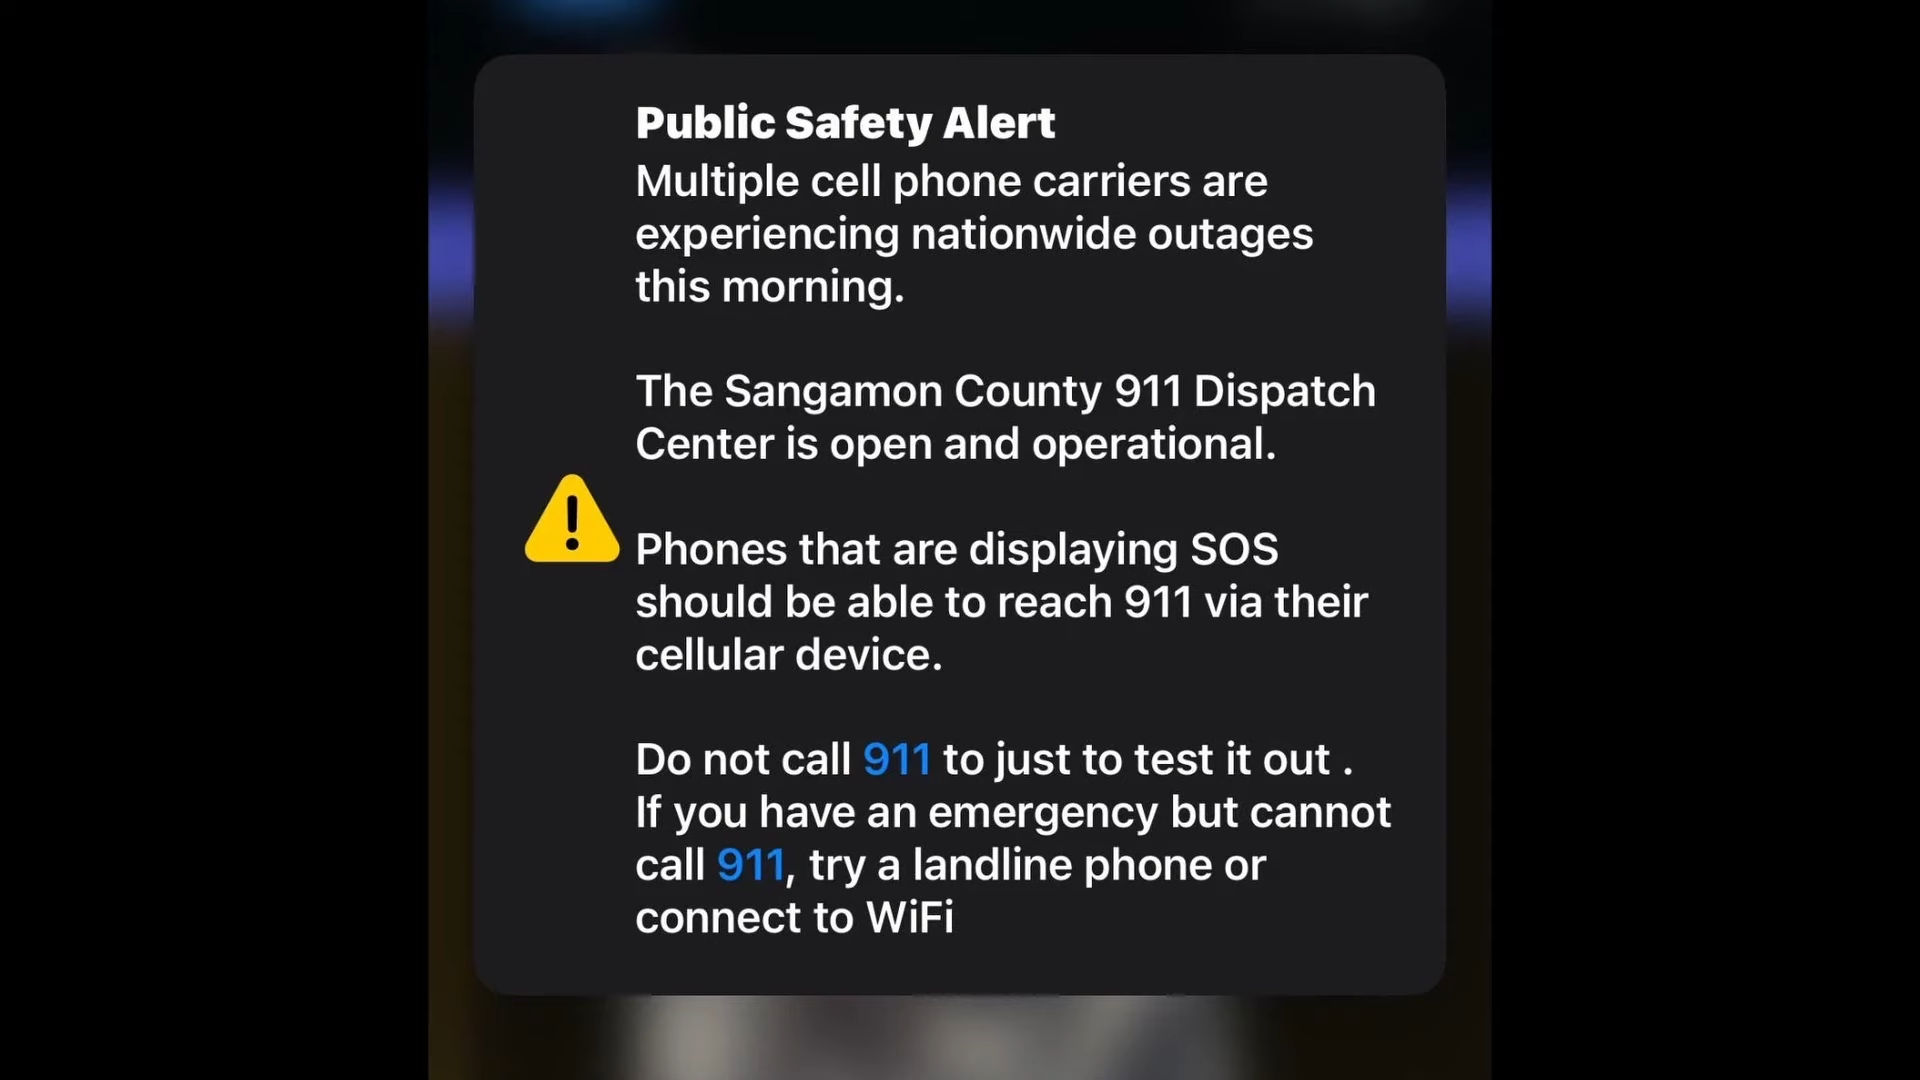 Public Safety Alert
Multiple cell phone carriers are
experiencing nationwide outages
this morning.
The Sangamon County 911 Dispatch
Center is open and operational.
Phones that are displaying SOS
should be able to reach 911 via their
cellular device.
Do not call 911 to just to test it out .
If you have an emergency but cannot
call 911, try a landline phone or
connect to WiFi